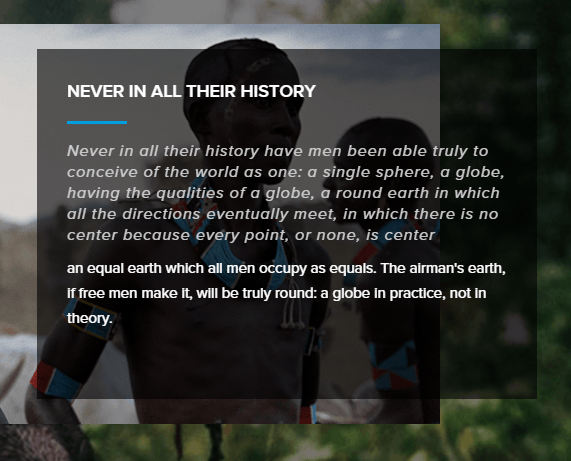 NEVER IN ALL THEIR HISTORY
Never in all their history have men been able truly to
conceive of the world as one: a single sphere, a globe,
having the qualities of a globe, a round earth in which
all the directions eventually meet, in which there is no
center because every point, or none, is center
an equal earth which all men occupy as equals. The airman's earth,
if free men make it, will be truly round: a globe in practice, not in
theory.